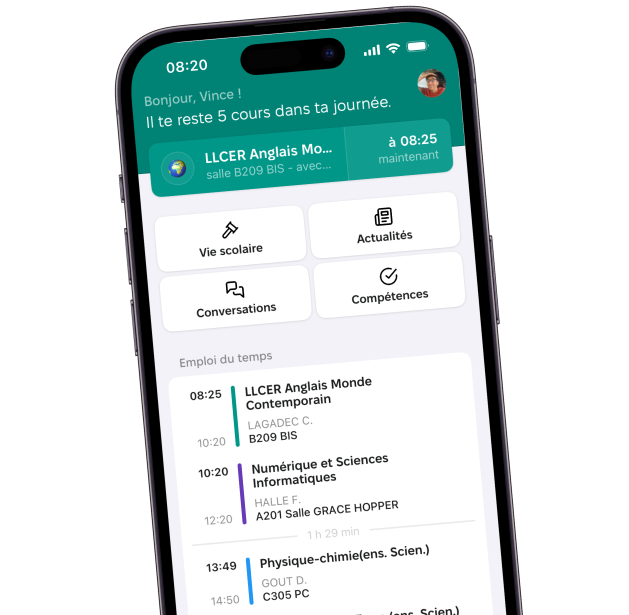 08:20
Bonjour, Vince !
Il te reste 5 cours dans ta journée.
LLCER Anglais Mo...
salle B209 BIS - avec...
à 08:25
maintenant
Vie scolaire
Actualités
Conversations
Compétences
Emploi du temps
08:25
LLCER Anglais Monde
Contemporain
LAGADEC C.
10:20
B209 BIS
10:20
Numérique et Sciences
Informatiques
HALLE F.
12:20
A201 Salle GRACE HOPPER
1 h 29 min
13:49
Physique-chimie(ens. Scien.)
GOUT D.
14:50
C305 PC
(ens. Scien.)